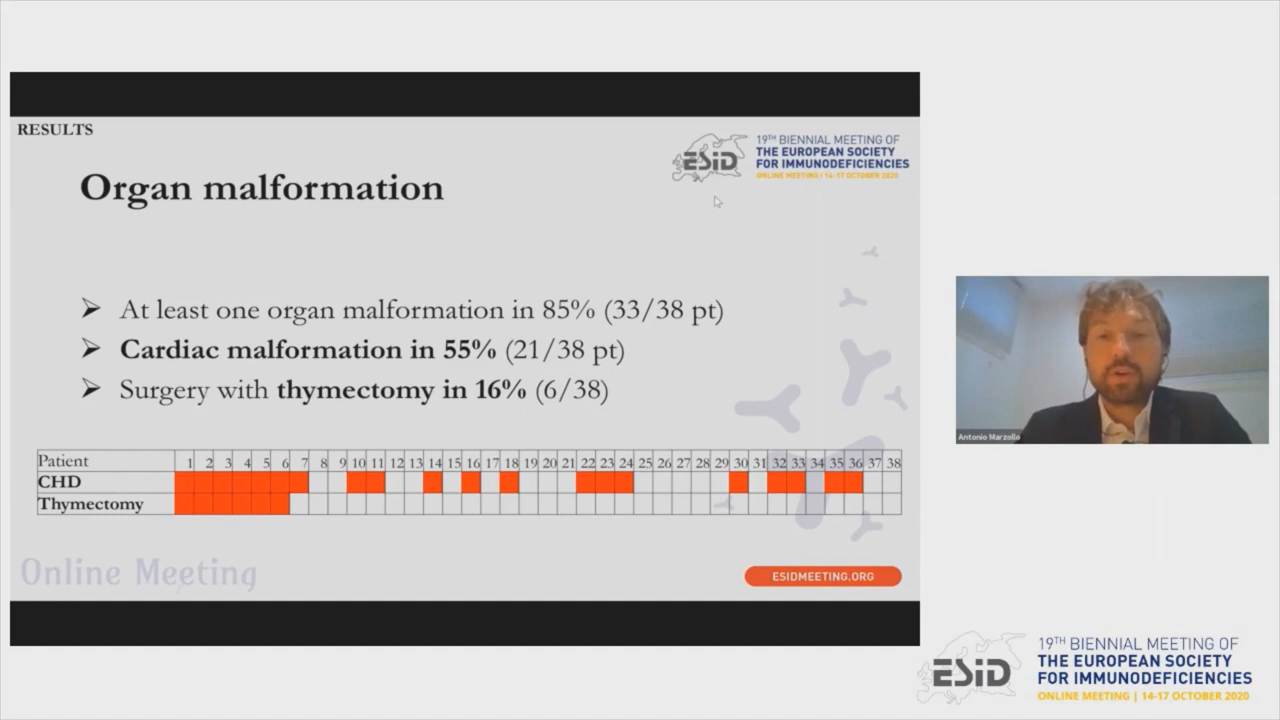 RESULTS
ESID
19TH BIENNIAL MEETING OF
THE EUROPEAN SOCIETY
FOR IMMUNODEFICIENCIES
ONLINE MEETING | 14-17 OCTOBER 2020
Organ malformation
➢ At least one organ malformation in 85% (33/38 pt)
➢ Cardiac malformation in 55% (21/38 pt)
➢ Surgery with thymectomy in 16% (6/38)
Patient 1 2 3 4 5 6 7 8 9 10 11 12 13 14 15 16 17 18 19 20 21 22 23 24 25 26 27 28 29 30 31 32 33 34 35 36 37 38
CHD
Thymectomy
Online Meeting
ESIDMEETING.ORG
Antonio Marzollo
ESiD
19TH BIENNIAL MEETING OF
THE EUROPEAN SOCIETY
FOR IMMUNODEFICIENCIES
ONLINE MEETING | 14-17 OCTOBER 2020